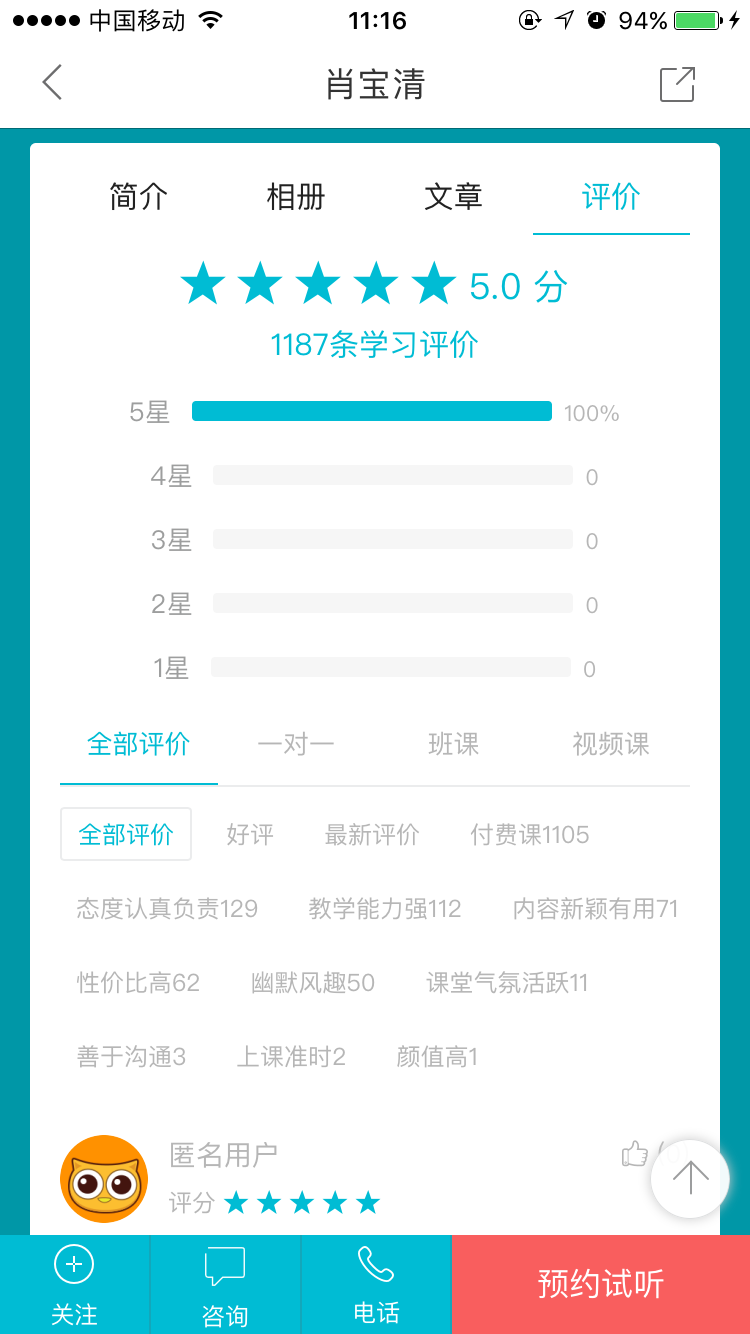 中国移动 11:16 94%
肖宝清
简介 相册 文章 评价
5.0 分
1187条学习评价
5星 100%
4星 0
3星 0
2星 0
1星 0
全部评价 一对一 班课 视频课
全部评价 好评 最新评价 付费课1105
态度认真负责129 教学能力强112 内容新颖有用71
性价比高62 幽默风趣50 课堂气氛活跃11
善于沟通3 上课准时2 颜值高1
匿名用户
评分
关注 咨询 电话 预约试听